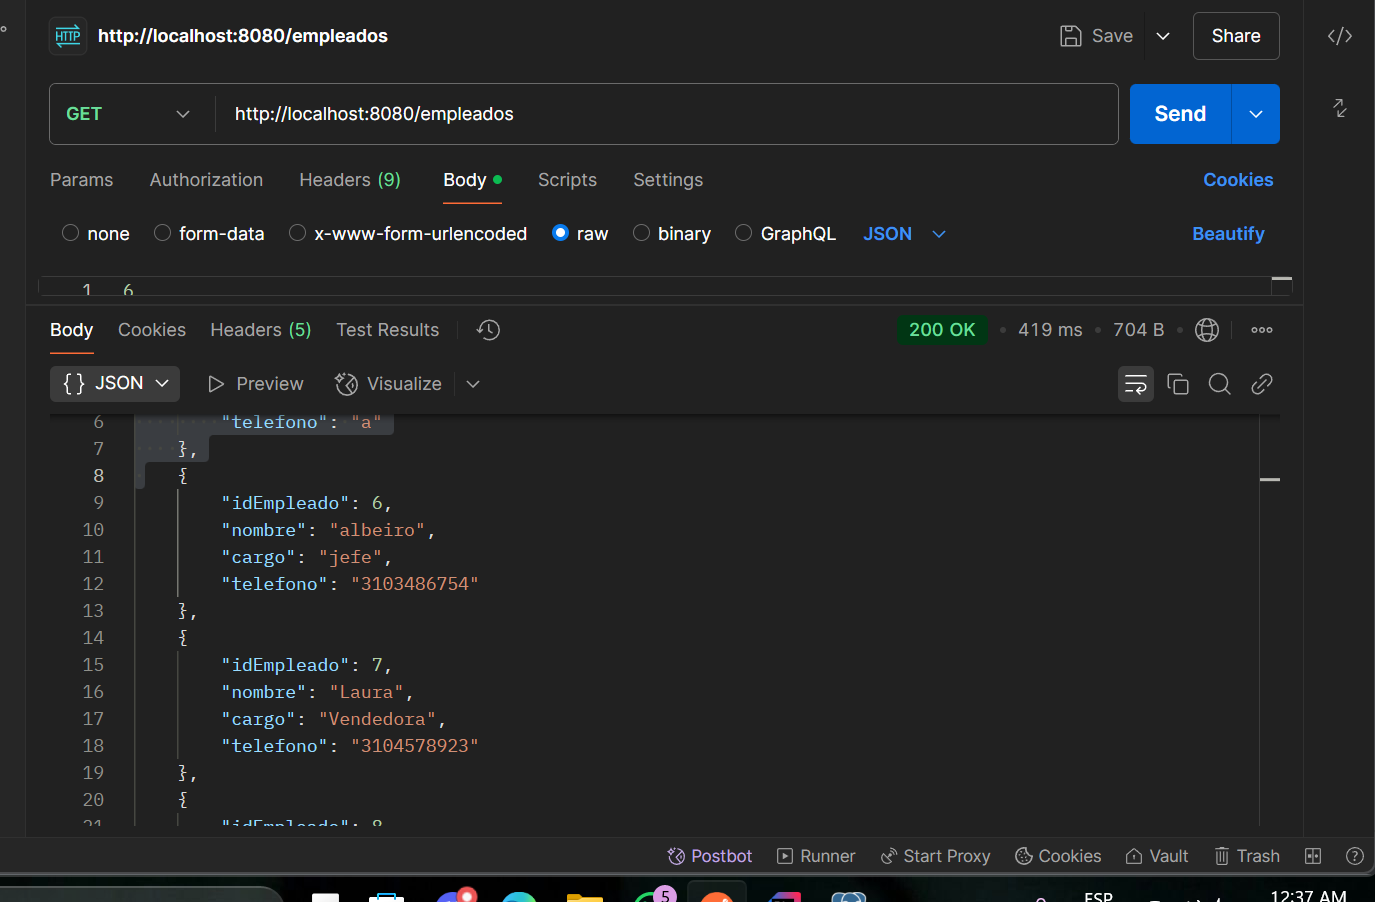 HTTP http://localhost:8080/empleados Save Share
GET http://localhost:8080/empleados Send
Params Authorization Headers (9) Body Scripts Settings Cookies
none form-data x-www-form-urlencoded raw binary GraphQL JSON Beautify
1 6
Body Cookies Headers (5) Test Results 200 OK • 419 ms • 704 B •
{} JSON Preview Visualize
6 "telefono": "a"
7 },
8 {
9 "idEmpleado": 6,
10 "nombre": "albeiro",
11 "cargo": "jefe",
12 "telefono": "3103486754"
13 },
14 {
15 "idEmpleado": 7,
16 "nombre": "Laura",
17 "cargo": "Vendedora",
18 "telefono": "3104578923"
19 },
20 {
21 "idEmpleado": 8
Postbot Runner Start Proxy Cookies Vault Trash
5 ESP 12:37 AM